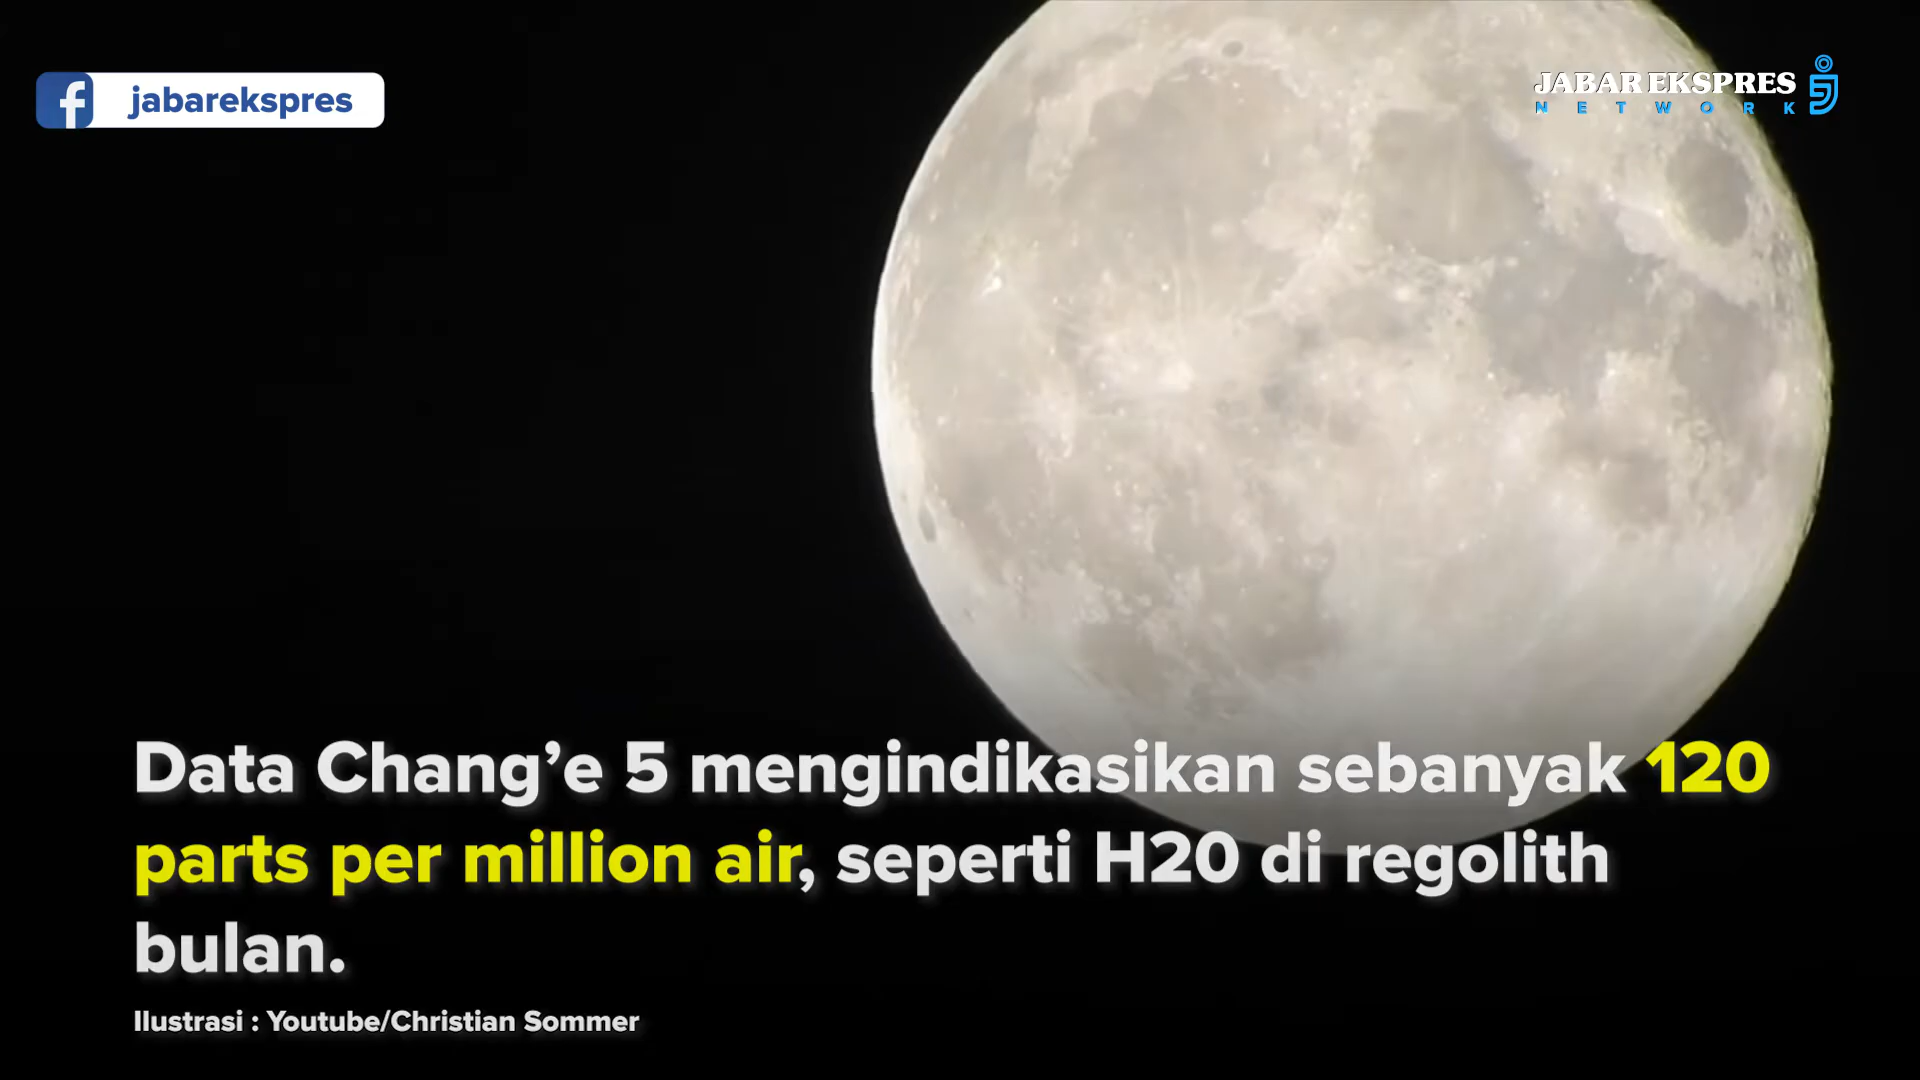 jabarekspres
JABAR EKSPRES
NETWORK
Data Chang’e 5 mengindikasikan sebanyak 120
parts per million air, seperti H20 di regolith
bulan.
Ilustrasi : Youtube/Christian Sommer